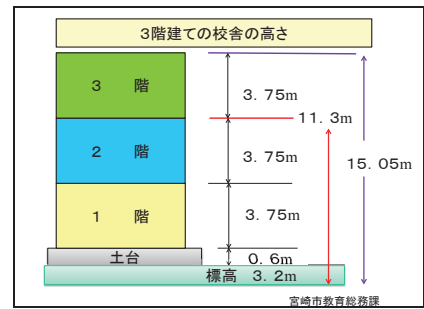 3階建ての校舎の高さ
3 階
3. 75m
11. 3m
2 階
3. 75m
15. 05m
1 階
3. 75m
土台
0. 6m
標高 3. 2m
宮崎市教育総務課